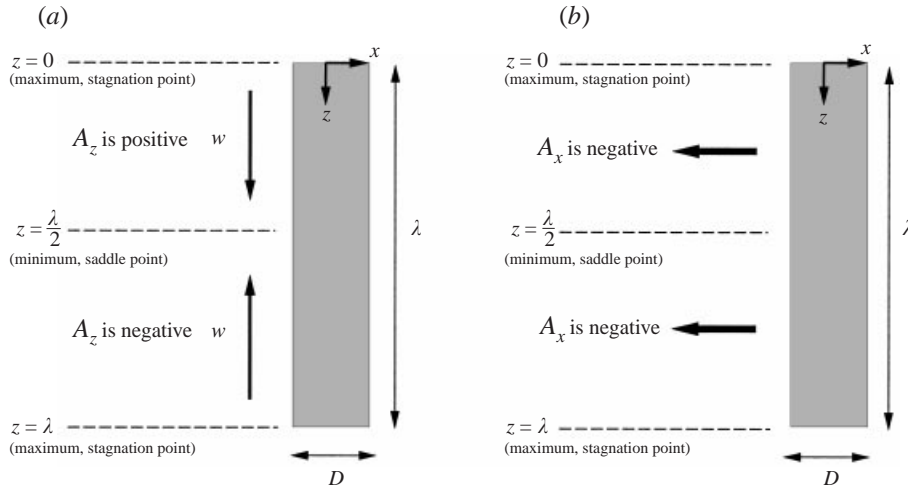 (a)
z = 0
(maximum, stagnation point)
x
z
A_z is positive w
z = λ/2
(minimum, saddle point)
λ
A_z is negative w
z = λ
(maximum, stagnation point)
D
(b)
z = 0
(maximum, stagnation point)
x
z
A_x is negative
z = λ/2
(minimum, saddle point)
λ
A_x is negative
z = λ
(maximum, stagnation point)
D